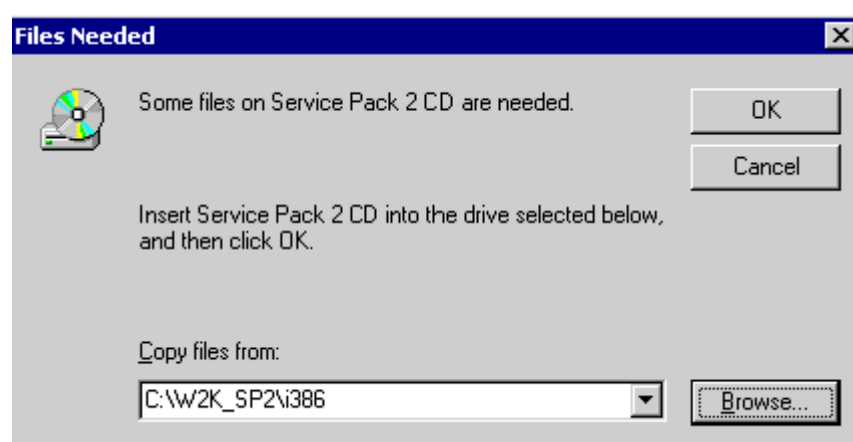 Files Needed
Some files on Service Pack 2 CD are needed.
OK
Cancel
Insert Service Pack 2 CD into the drive selected below,
and then click OK.
Copy files from:
C:\W2K_SP2\i386
Browse...